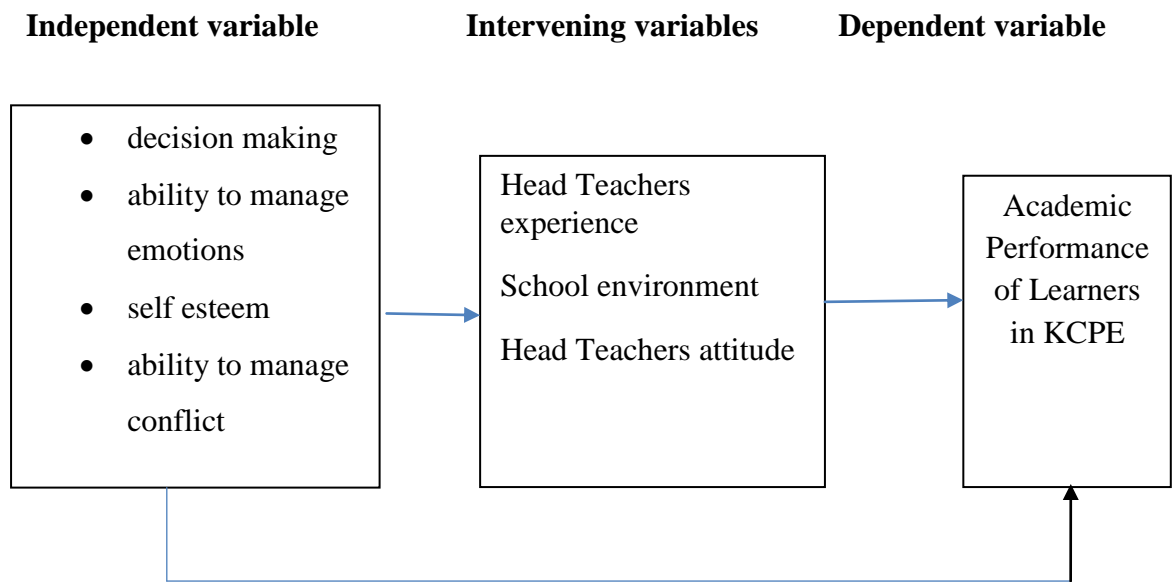 Independent variable
Intervening variables
Dependent variable
• decision making
• ability to manage
emotions
• self esteem
• ability to manage
conflict
Head Teachers
experience
School environment
Head Teachers attitude
Academic
Performance
of Learners
in KCPE